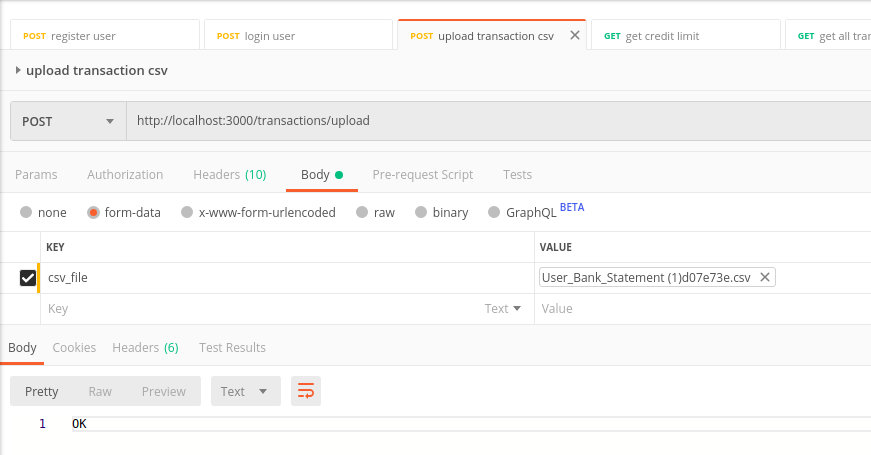 POST register user POST login user POST upload transaction csv GET get credit limit GET get all tran
upload transaction csv
POST http://localhost:3000/transactions/upload
Params Authorization Headers (10) Body Pre-request Script Tests
none form-data x-www-form-urlencoded raw binary GraphQL BETA
KEY VALUE
csv_file User_Bank_Statement (1)d07e73e.csv
Key Text Value
Body Cookies Headers (6) Test Results
Pretty Raw Preview Text
1 OK